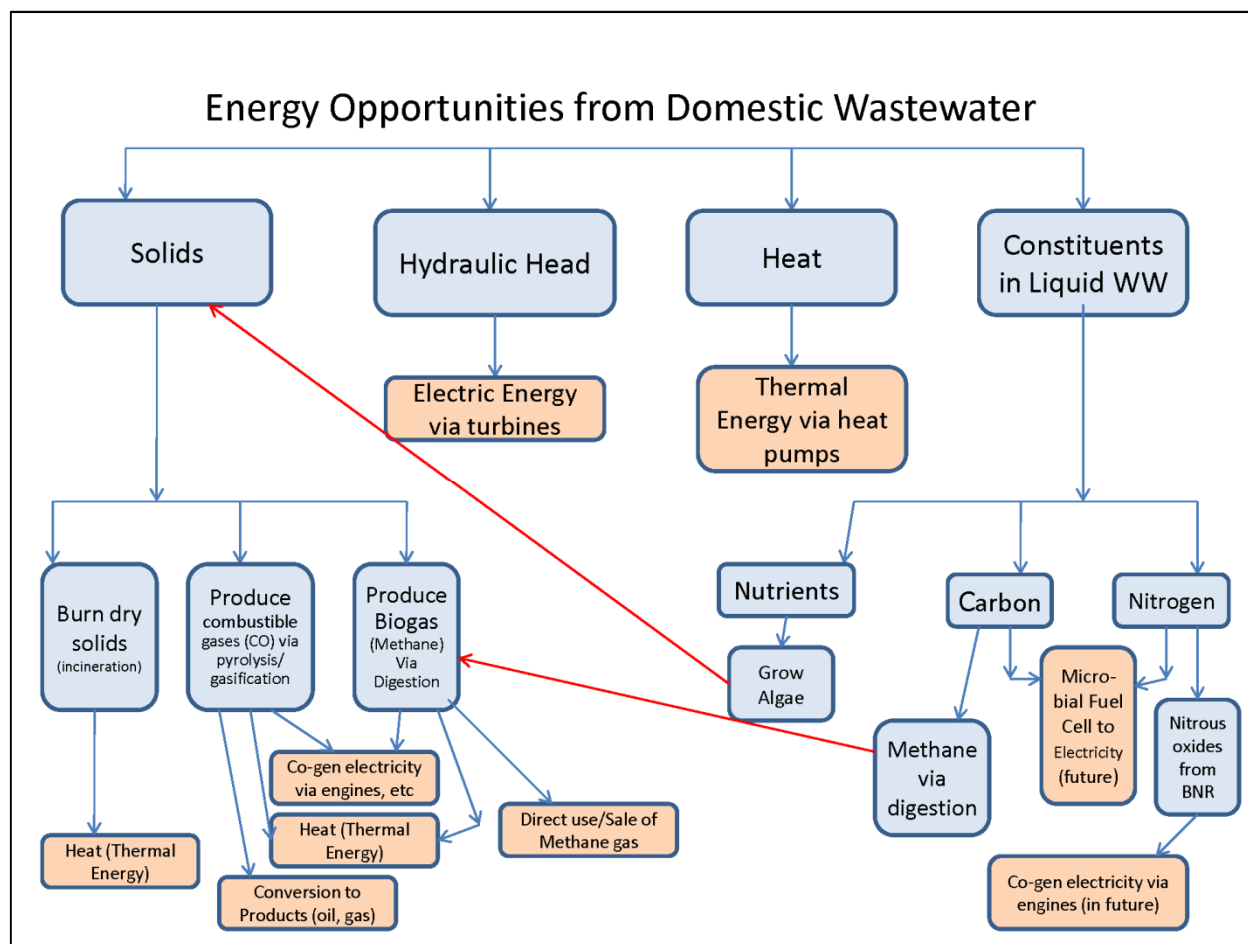 Energy Opportunities from Domestic Wastewater
Solids
Hydraulic Head
Heat
Constituents
in Liquid WW
Electric Energy
via turbines
Thermal
Energy via heat
pumps
Burn dry
solids
(incineration)
Produce
combustible
gases (CO) via
pyrolysis/
gasification
Produce
Biogas
(Methane)
Via
Digestion
Nutrients
Carbon
Nitrogen
Grow
Algae
Methane
via
digestion
Micro-
bial Fuel
Cell to
Electricity
(future)
Nitrous
oxides
from
BNR
Co-gen electricity
via engines, etc
Heat (Thermal
Energy)
Direct use/Sale of
Methane gas
Heat (Thermal
Energy)
Conversion to
Products (oil, gas)
Co-gen electricity via
engines (in future)